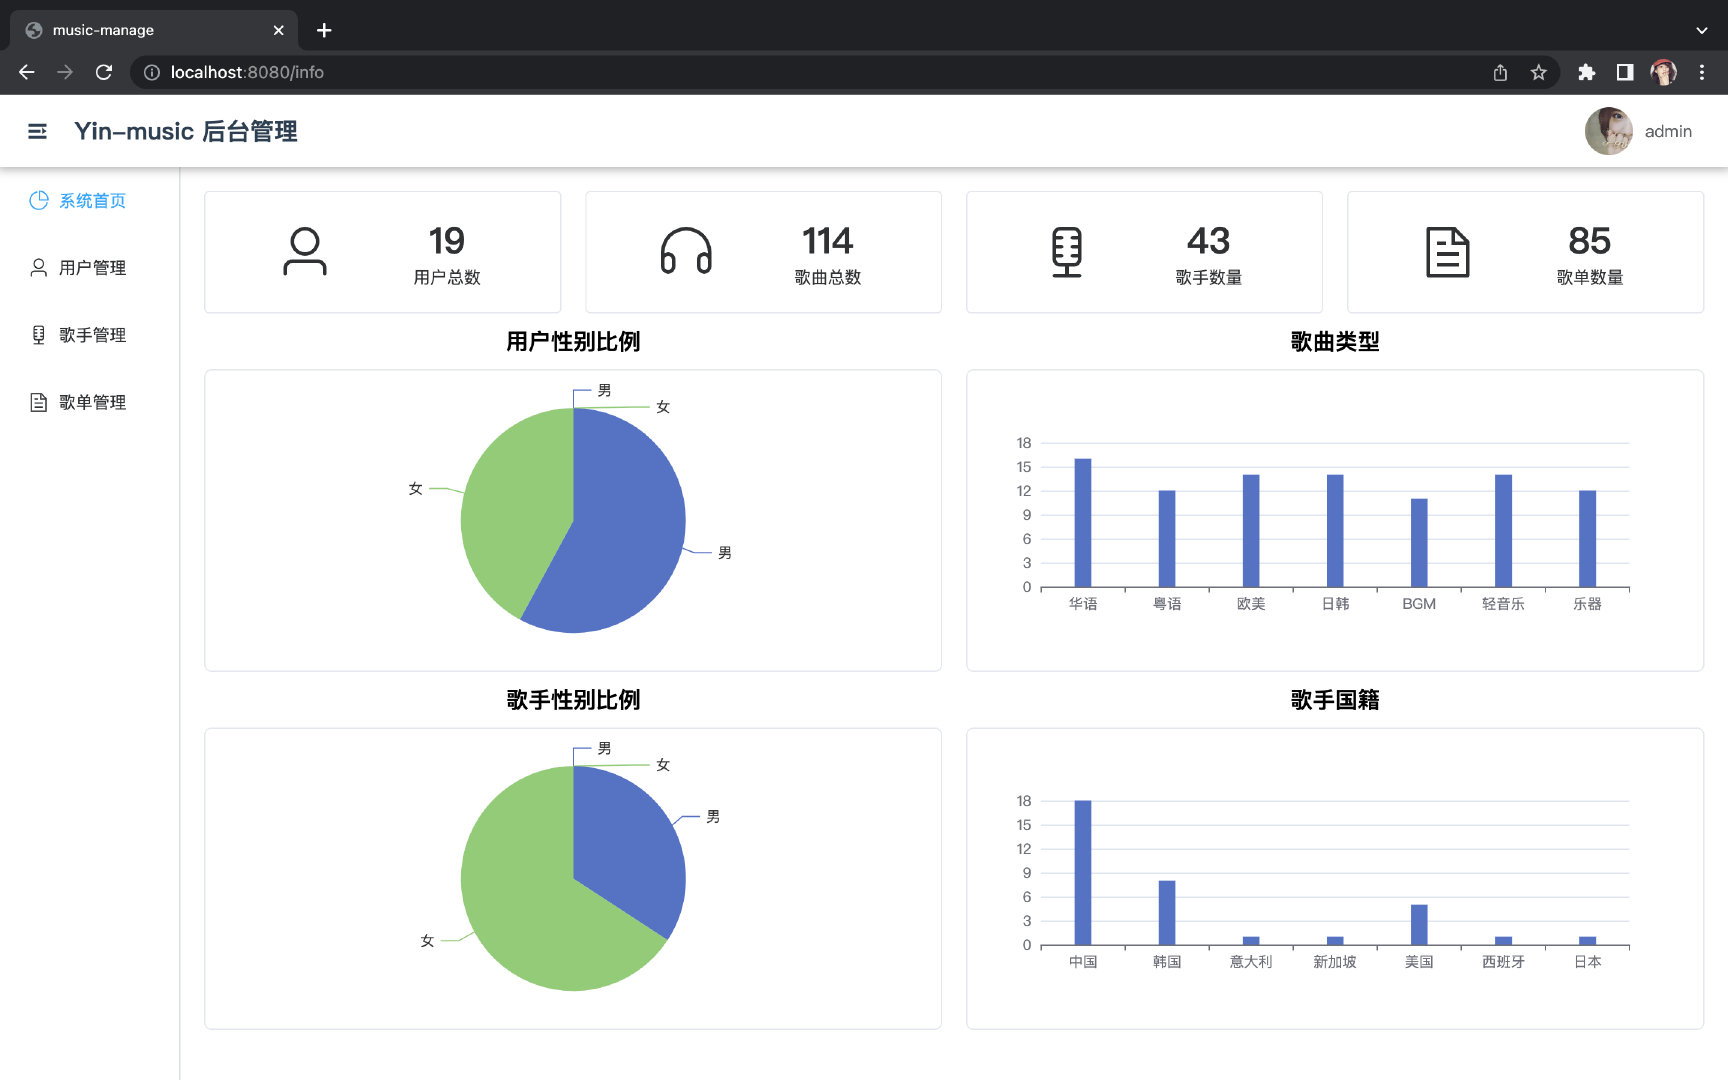 music-manage
localhost:8080/info
Yin-music 后台管理
admin
系统首页
用户管理
歌手管理
歌单管理
19
用户总数
114
歌曲总数
43
歌手数量
85
歌单数量
用户性别比例
男
女
女
男
歌曲类型
18
15
12
9
6
3
0
华语 粤语 欧美 日韩 BGM 轻音乐 乐器
歌手性别比例
男
女
男
女
歌手国籍
18
15
12
9
6
3
0
中国 韩国 意大利 新加坡 美国 西班牙 日本